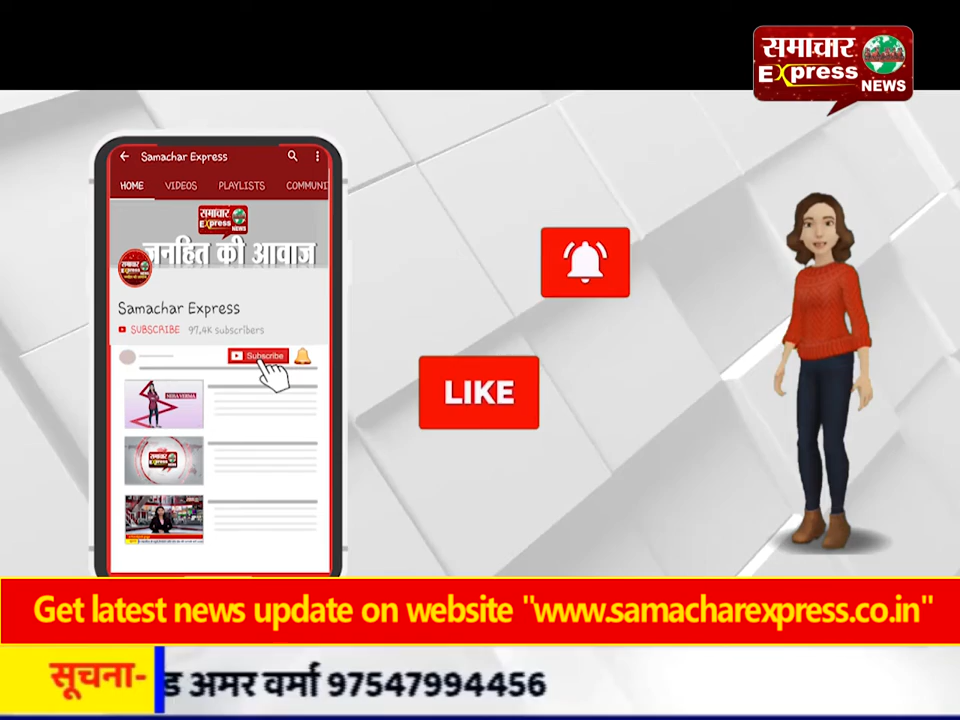 समाचार
Express
NEWS
Samachar Express
HOME VIDEOS PLAYLISTS COMMUNI
समाचार
Express
NEWS
जनहित की आवाज
Samachar Express
SUBSCRIBE 97.4K subscribers
Subscribe
LIKE
Get latest news update on website "www.samacharexpress.co.in"
सूचना- ड अमर वर्मा 97547994456